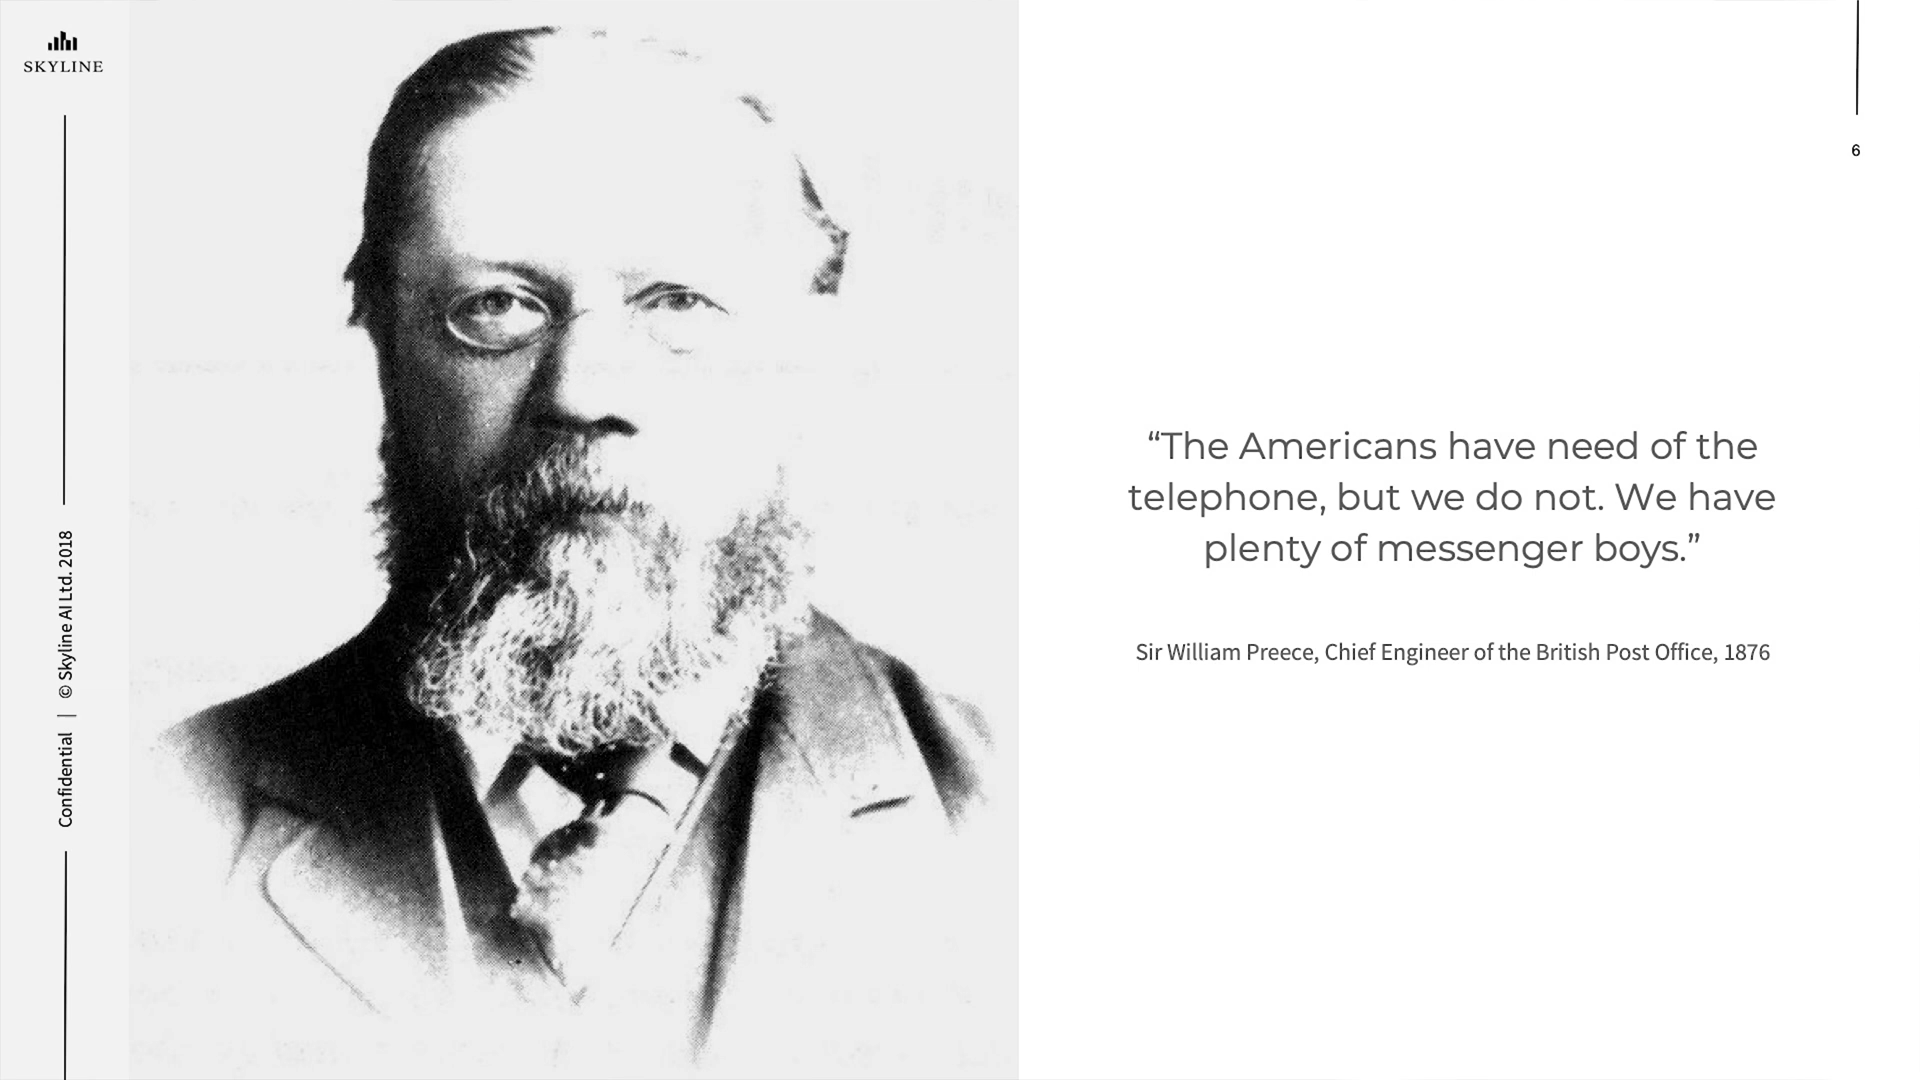 SKYLINE
Confidential | © Skyline AI Ltd. 2018
6
“The Americans have need of the
telephone, but we do not. We have
plenty of messenger boys.”
Sir William Preece, Chief Engineer of the British Post Office, 1876